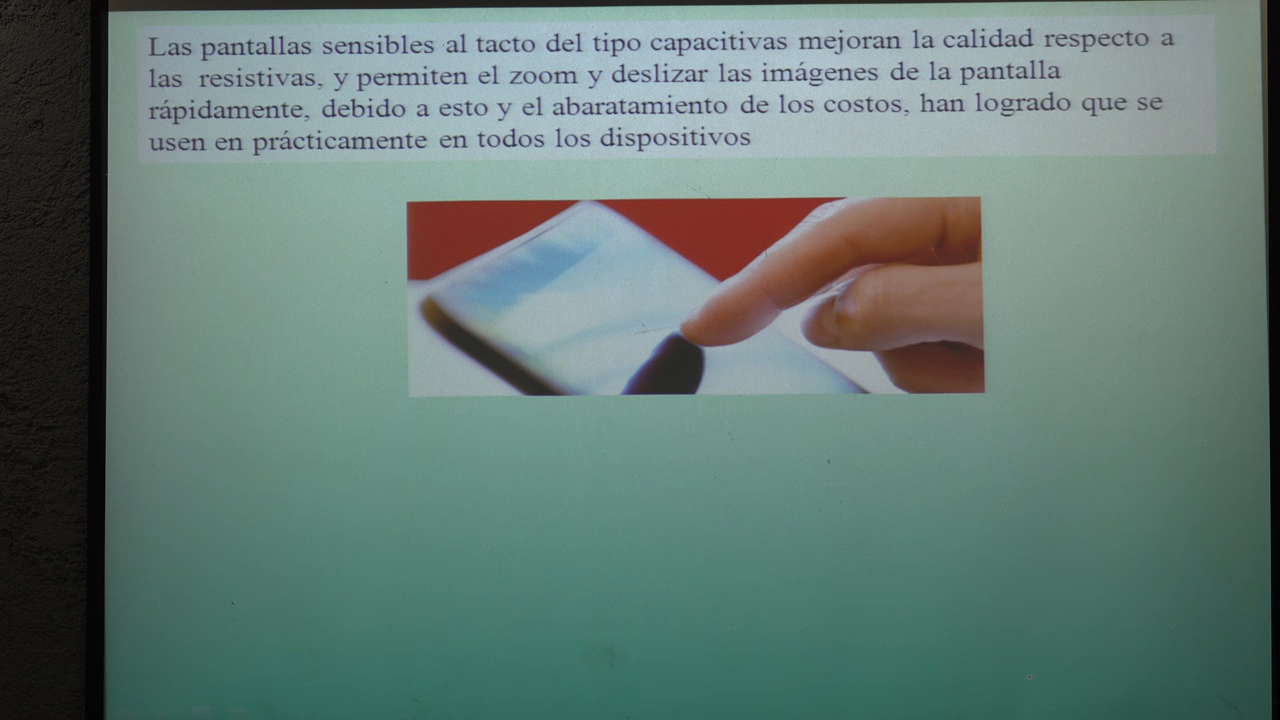 Las pantallas sensibles al tacto del tipo capacitivas mejoran la calidad respecto a
las resistivas, y permiten el zoom y deslizar las imágenes de la pantalla
rápidamente, debido a esto y el abaratamiento de los costos, han logrado que se
usen en prácticamente en todos los dispositivos